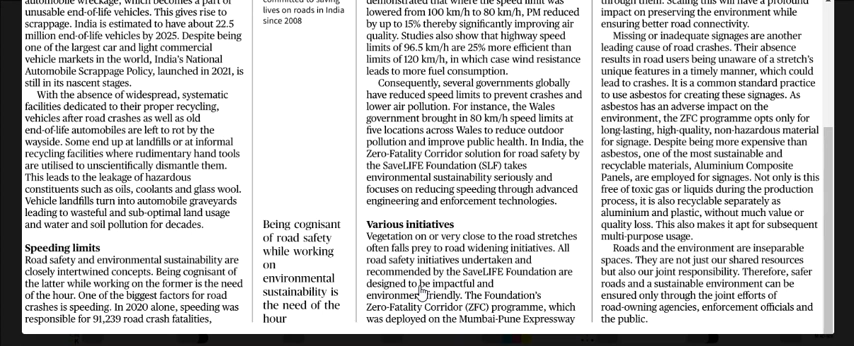 automobile wreckage, which becomes a part of
unusable end-of-life vehicles. This gives rise to
scrappage. India is estimated to have about 22.5
million end-of-life vehicles by 2025. Despite being
one of the largest car and light commercial
vehicle markets in the world, India's National
Automobile Scrappage Policy, launched in 2021, is
still in its nascent stages.
With the absence of widespread, systematic
facilities dedicated to their proper recycling,
vehicles after road crashes as well as old
end-of-life automobiles are left to rot by the
wayside. Some end up at landfills or at informal
recycling facilities where rudimentary hand tools
are utilised to unscientifically dismantle them.
This leads to the leakage of hazardous
constituents such as oils, coolants and glass wool.
Vehicle landfills turn into automobile graveyards
leading to wasteful and sub-optimal land usage
and water and soil pollution for decades.
Speeding limits
Road safety and environmental sustainability are
closely intertwined concepts. Being cognisant of
the latter while working on the former is the need
of the hour. One of the biggest factors for road
crashes is speeding. In 2020 alone, speeding was
responsible for 91,239 road crash fatalities,
committed to saving
lives on roads in India
since 2008
Being cognisant
of road safety
while working
on
environmental
sustainability is
the need of the
hour
demonstrated that where the speed limit was
lowered from 100 km/h to 80 km/h, PM reduced
by up to 15% thereby significantly improving air
quality. Studies also show that highway speed
limits of 96.5 km/h are 25% more efficient than
limits of 120 km/h, in which case wind resistance
leads to more fuel consumption.
Consequently, several governments globally
have reduced speed limits to prevent crashes and
lower air pollution. For instance, the Wales
government brought in 80 km/h speed limits at
five locations across Wales to reduce outdoor
pollution and improve public health. In India, the
Zero-Fatality Corridor solution for road safety by
the SaveLIFE Foundation (SLF) takes
environmental sustainability seriously and
focuses on reducing speeding through advanced
engineering and enforcement technologies.
Various initiatives
Vegetation on or very close to the road stretches
often falls prey to road widening initiatives. All
road safety initiatives undertaken and
recommended by the SaveLIFE Foundation are
designed to be impactful and
environment friendly. The Foundation's
Zero-Fatality Corridor (ZFC) programme, which
was deployed on the Mumbai-Pune Expressway
through them. Scaling this will have a profound
impact on preserving the environment while
ensuring better road connectivity.
Missing or inadequate signages are another
leading cause of road crashes. Their absence
results in road users being unaware of a stretch's
unique features in a timely manner, which could
lead to crashes. It is a common standard practice
to use asbestos for creating these signages. As
asbestos has an adverse impact on the
environment, the ZFC programme opts only for
long-lasting, high-quality, non-hazardous material
for signage. Despite being more expensive than
asbestos, one of the most sustainable and
recyclable materials, Aluminium Composite
Panels, are employed for signages. Not only is this
free of toxic gas or liquids during the production
process, it is also recyclable separately as
aluminium and plastic, without much value or
quality loss. This also makes it apt for subsequent
multi-purpose usage.
Roads and the environment are inseparable
spaces. They are not just our shared resources
but also our joint responsibility. Therefore, safer
roads and a sustainable environment can be
ensured only through the joint efforts of
road-owning agencies, enforcement officials and
the public.